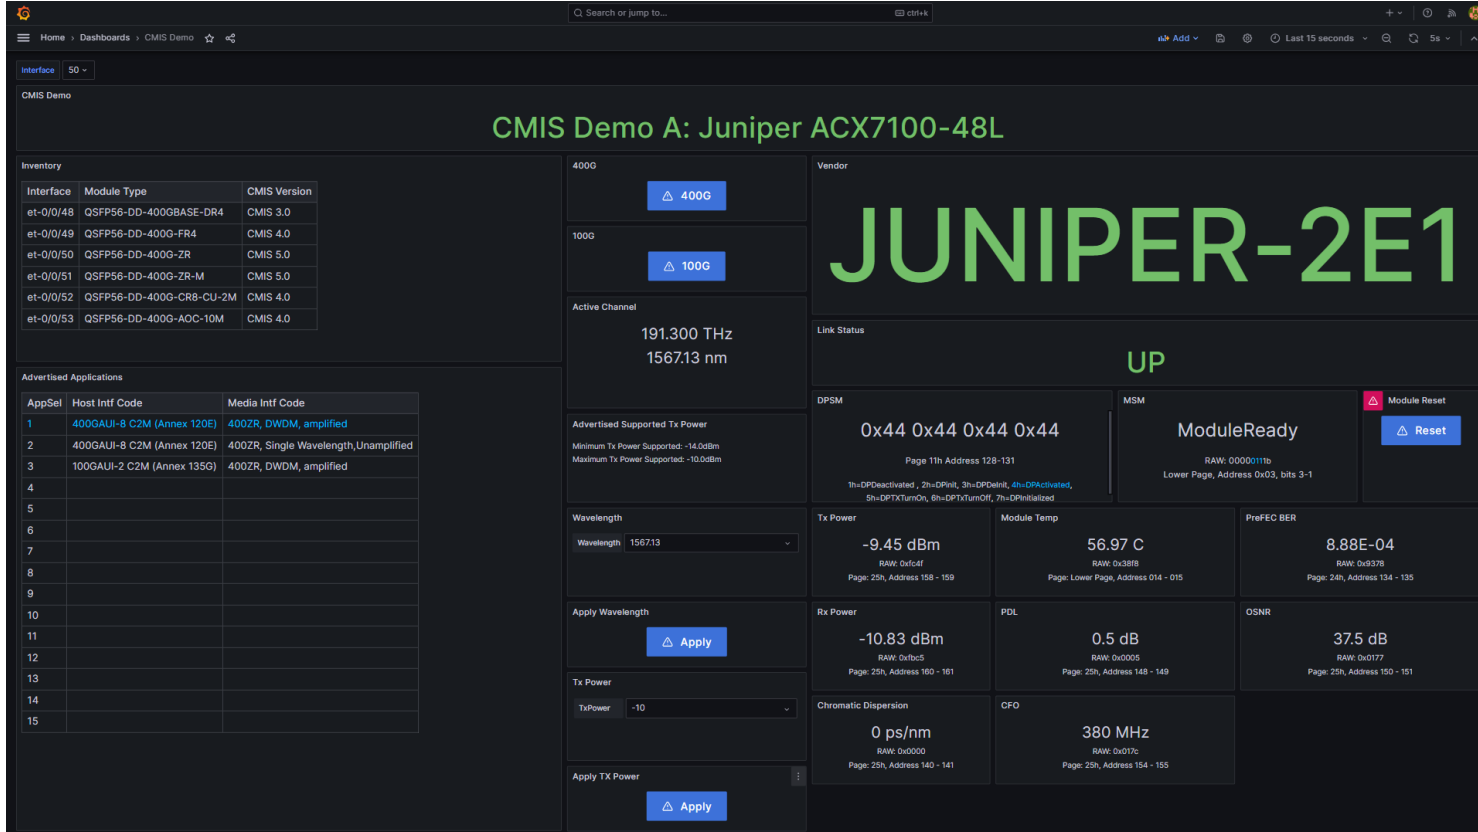 Search or jump to...
ctrl+k
Home › Dashboards › CMIS Demo
Add
Last 15 seconds
5s
Interface
50
CMIS Demo
CMIS Demo A: Juniper ACX7100-48L
Inventory
Interface Module Type CMIS Version
et-0/0/48 QSFP56-DD-400GBASE-DR4 CMIS 3.0
et-0/0/49 QSFP56-DD-400G-FR4 CMIS 4.0
et-0/0/50 QSFP56-DD-400G-ZR CMIS 5.0
et-0/0/51 QSFP56-DD-400G-ZR-M CMIS 5.0
et-0/0/52 QSFP56-DD-400G-CR8-CU-2M CMIS 4.0
et-0/0/53 QSFP56-DD-400G-AOC-10M CMIS 4.0
Advertised Applications
AppSel Host Intf Code Media Intf Code
1 400GAUI-8 C2M (Annex 120E) 400ZR, DWDM, amplified
2 400GAUI-8 C2M (Annex 120E) 400ZR, Single Wavelength,Unamplified
3 100GAUI-2 C2M (Annex 135G) 400ZR, DWDM, amplified
4
5
6
7
8
9
10
11
12
13
14
15
400G
400G
100G
100G
Active Channel
191.300 THz
1567.13 nm
Advertised Supported Tx Power
Minimum Tx Power Supported: -14.0dBm
Maximum Tx Power Supported: -10.0dBm
Wavelength
Wavelength 1567.13
Apply Wavelength
Apply
Tx Power
TxPower -10
Apply TX Power
Apply
Vendor
JUNIPER-2E1
Link Status
UP
DPSM
0x44 0x44 0x44 0x44
Page 11h Address 128-131
1h=DPDeactivated , 2h=DPInit, 3h=DPDeInit, 4h=DPActivated,
5h=DPTXTurnOn, 6h=DPTxTurnOff, 7h=DPInitialized
MSM
ModuleReady
RAW: 00000111b
Lower Page, Address 0x03, bits 3-1
Module Reset
Reset
Tx Power
-9.45 dBm
RAW: 0xfc4f
Page: 25h, Address 158 - 159
Module Temp
56.97 C
RAW: 0x38f8
Page: Lower Page, Address 014 - 015
PreFEC BER
8.88E-04
RAW: 0x9378
Page: 24h, Address 134 - 135
Rx Power
-10.83 dBm
RAW: 0xfbc5
Page: 25h, Address 160 - 161
PDL
0.5 dB
RAW: 0x0005
Page: 25h, Address 148 - 149
OSNR
37.5 dB
RAW: 0x0177
Page: 25h, Address 150 - 151
Chromatic Dispersion
0 ps/nm
RAW: 0x0000
Page: 25h, Address 140 - 141
CFO
380 MHz
RAW: 0x017c
Page: 25h, Address 154 - 155